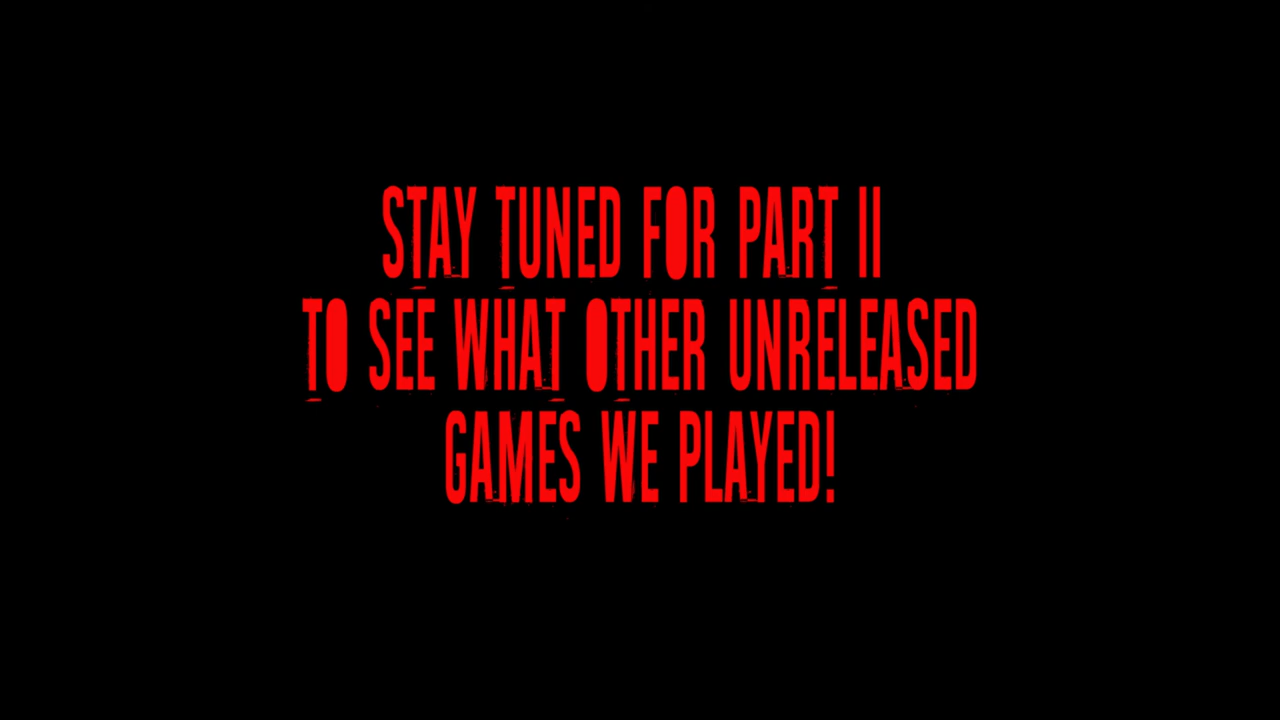 STAY TUNED FOR PART II
TO SEE WHAT OTHER UNRELEASED
GAMES WE PLAYED!